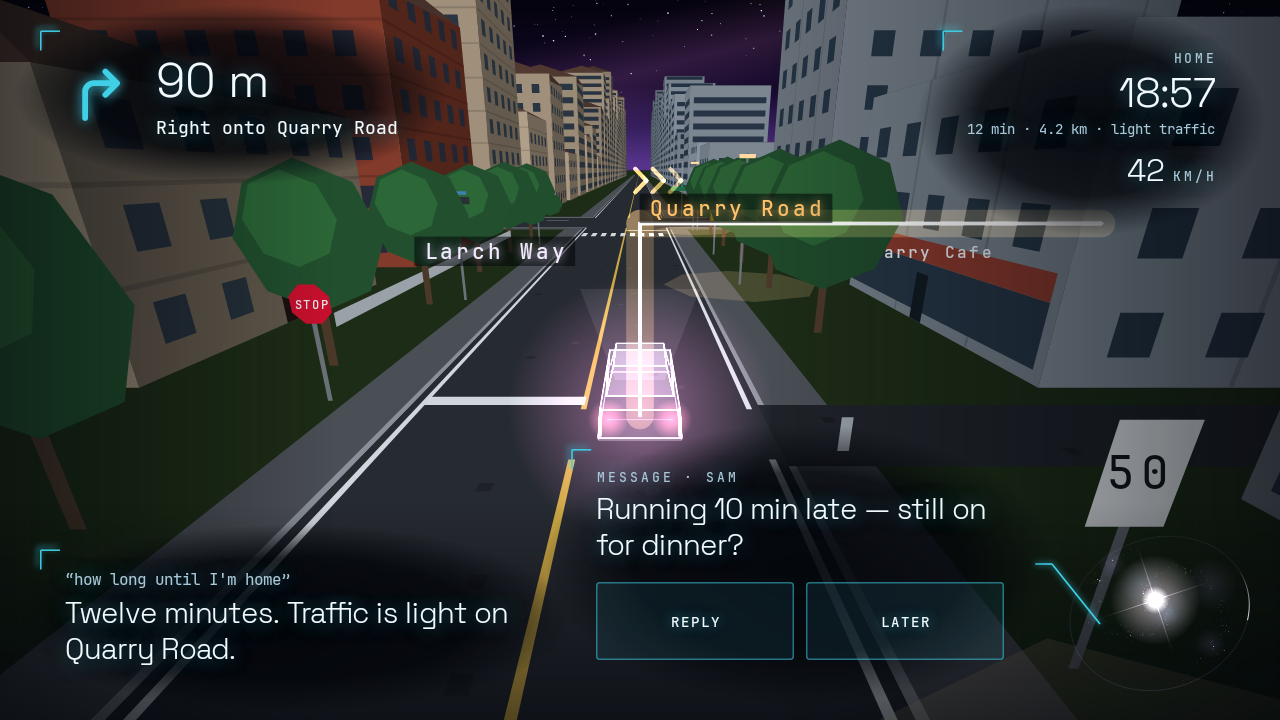 90 m
Right onto Quarry Road
HOME
18:57
12 min · 4.2 km · light traffic
42 KM/H
Quarry Road
Larch Way
arry Cafe
STOP
50
MESSAGE · SAM
Running 10 min late — still on
for dinner?
REPLY
LATER
“how long until I'm home”
Twelve minutes. Traffic is light on
Quarry Road.